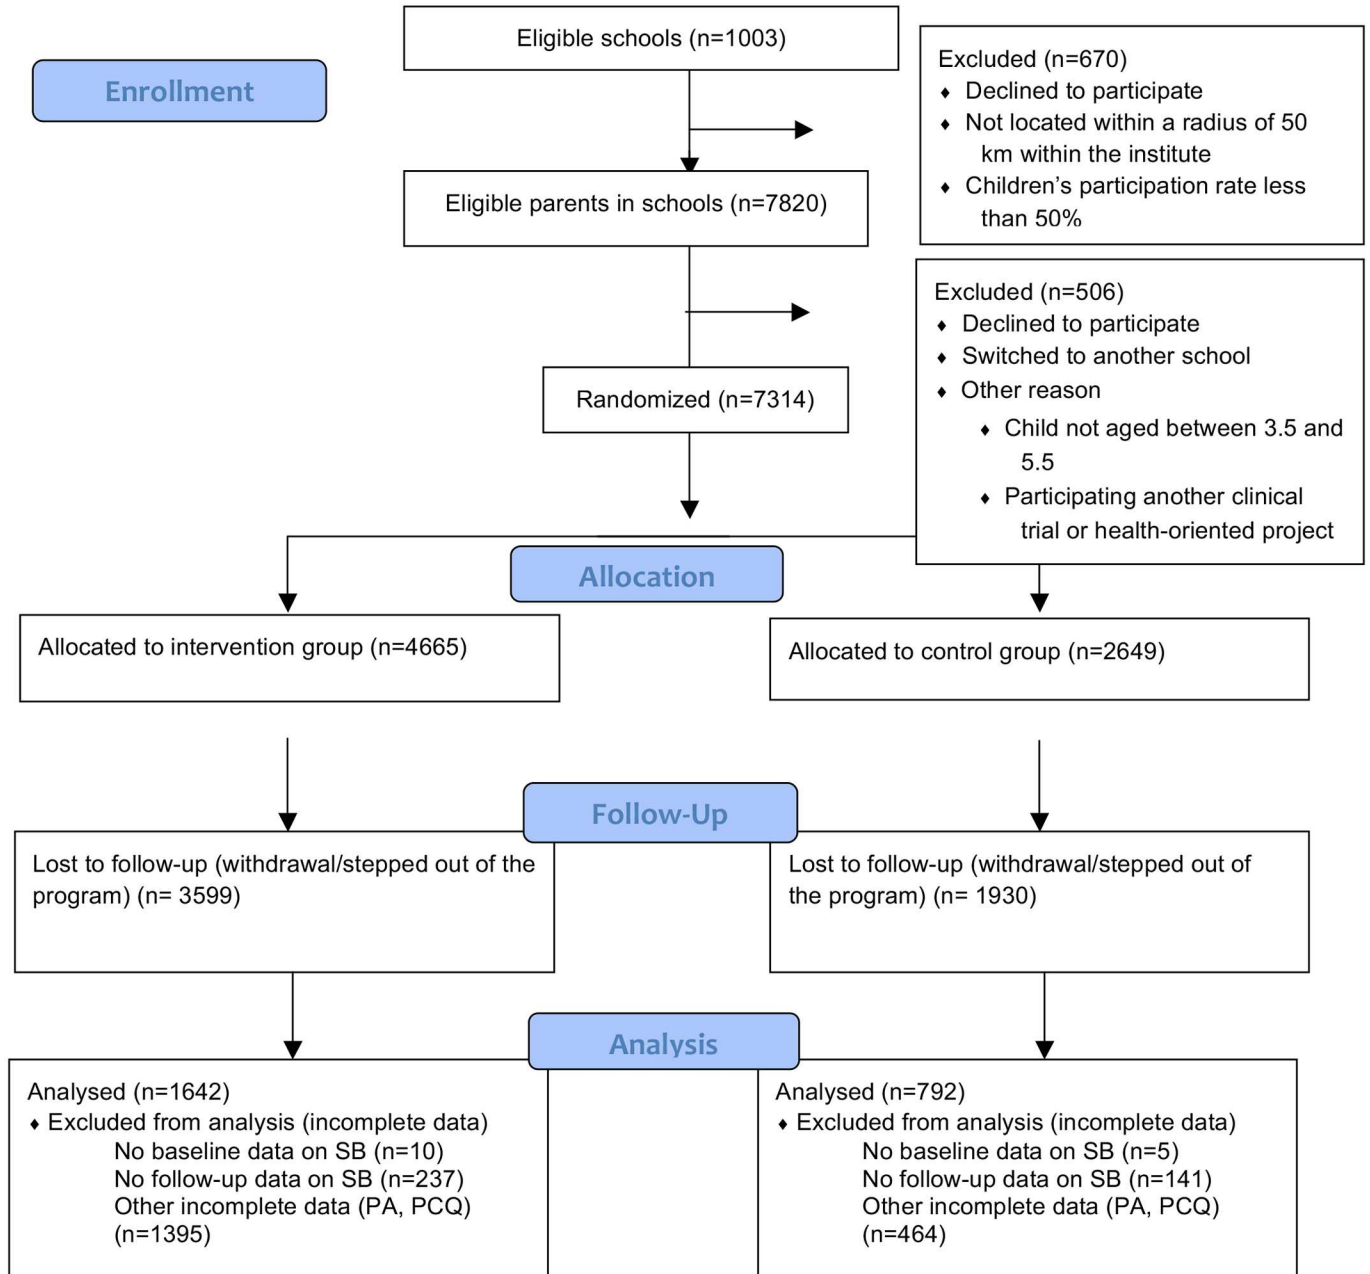 Eligible schools (n=1003)
Enrollment
Excluded (n=670)
♦ Declined to participate
♦ Not located within a radius of 50
km within the institute
♦ Children’s participation rate less
than 50%
Eligible parents in schools (n=7820)
Excluded (n=506)
♦ Declined to participate
♦ Switched to another school
♦ Other reason
♦ Child not aged between 3.5 and
5.5
♦ Participating another clinical
trial or health-oriented project
Randomized (n=7314)
Allocation
Allocated to intervention group (n=4665)
Allocated to control group (n=2649)
Follow-Up
Lost to follow-up (withdrawal/stepped out of the
program) (n= 3599)
Lost to follow-up (withdrawal/stepped out of
the program) (n= 1930)
Analysis
Analysed (n=1642)
♦ Excluded from analysis (incomplete data)
No baseline data on SB (n=10)
No follow-up data on SB (n=237)
Other incomplete data (PA, PCQ)
(n=1395)
Analysed (n=792)
♦ Excluded from analysis (incomplete data)
No baseline data on SB (n=5)
No follow-up data on SB (n=141)
Other incomplete data (PA, PCQ)
(n=464)